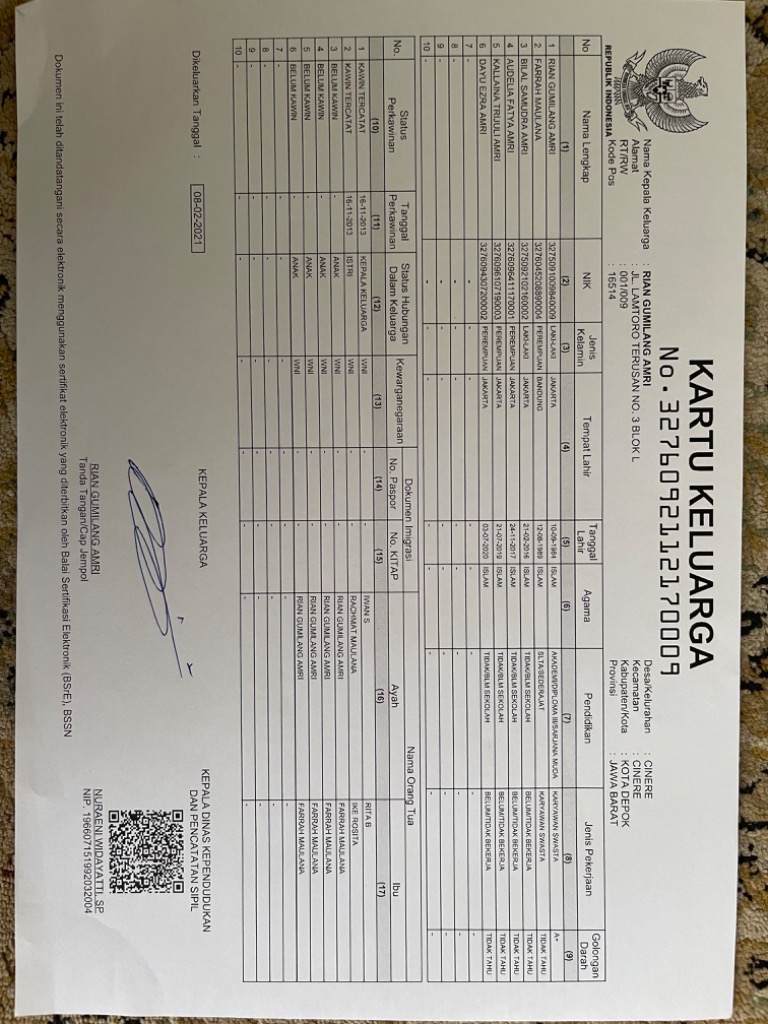 KARTU KELUARGA
No. 3276092112170009
REPUBLIK INDONESIA
Nama Kepala Keluarga : RIAN GUMILANG AMRI
Alamat : JL. LAMTORO TERUSAN NO. 3 BLOK L
RT/RW : 001/009
Kode Pos : 16514
Desa/Kelurahan : CINERE
Kecamatan : CINERE
Kabupaten/Kota : KOTA DEPOK
Provinsi : JAWA BARAT
No Nama Lengkap NIK Jenis Kelamin Tempat Lahir Tanggal Lahir Agama Pendidikan Jenis Pekerjaan Golongan Darah
(1) (2) (3) (4) (5) (6) (7) (8) (9)
1 RIAN GUMILANG AMRI 3275091009840009 LAKI-LAKI JAKARTA 10-09-1984 ISLAM AKADEMI/DIPLOMA III/SARJANA MUDA KARYAWAN SWASTA A+
2 FARRAH MAULANA 3276045208890004 PEREMPUAN BANDUNG 12-08-1989 ISLAM SLTA/SEDERAJAT KARYAWAN SWASTA TIDAK TAHU
3 BILAL SAMUDRA AMRI 3275092102160002 LAKI-LAKI JAKARTA 21-02-2016 ISLAM TIDAK/BLM SEKOLAH BELUM/TIDAK BEKERJA TIDAK TAHU
4 AUDELIA FATYA AMRI 3276096411170001 PEREMPUAN JAKARTA 24-11-2017 ISLAM TIDAK/BLM SEKOLAH BELUM/TIDAK BEKERJA TIDAK TAHU
5 KALLAINA TRIJULI AMRI 3276096107190003 PEREMPUAN JAKARTA 21-07-2019 ISLAM TIDAK/BLM SEKOLAH BELUM/TIDAK BEKERJA TIDAK TAHU
6 DAYU EZRA AMRI 3276094307200002 PEREMPUAN JAKARTA 03-07-2020 ISLAM TIDAK/BLM SEKOLAH BELUM/TIDAK BEKERJA TIDAK TAHU
7 - - - - - - - - -
8 - - - - - - - - -
9 - - - - - - - - -
10 - - - - - - - - -
No. Status Perkawinan Tanggal Perkawinan Status Hubungan Dalam Keluarga Kewarganegaraan Dokumen Imigrasi Nama Orang Tua
No. Paspor No. KITAP Ayah Ibu
(10) (11) (12) (13) (14) (15) (16) (17)
1 KAWIN TERCATAT 16-11-2013 KEPALA KELUARGA WNI - - IWAN S RITA B
2 KAWIN TERCATAT 16-11-2013 ISTRI WNI - - RACHMAT MAULANA IKE ROSITA
3 BELUM KAWIN - ANAK WNI - - RIAN GUMILANG AMRI FARRAH MAULANA
4 BELUM KAWIN - ANAK WNI - - RIAN GUMILANG AMRI FARRAH MAULANA
5 BELUM KAWIN - ANAK WNI - - RIAN GUMILANG AMRI FARRAH MAULANA
6 BELUM KAWIN - ANAK WNI - - RIAN GUMILANG AMRI FARRAH MAULANA
7 - - - - - - - -
8 - - - - - - - -
9 - - - - - - - -
10 - - - - - - - -
Dikeluarkan Tanggal : 08-02-2021
KEPALA KELUARGA
RIAN GUMILANG AMRI
Tanda Tangan/Cap Jempol
KEPALA DINAS KEPENDUDUKAN
DAN PENCATATAN SIPIL
NURAENI WIDAYATTI, SP
NIP. 196607151992032004
Dokumen ini telah ditandatangani secara elektronik menggunakan sertifikat elektronik yang diterbitkan oleh Balai Sertifikasi Elektronik (BSrE), BSSN